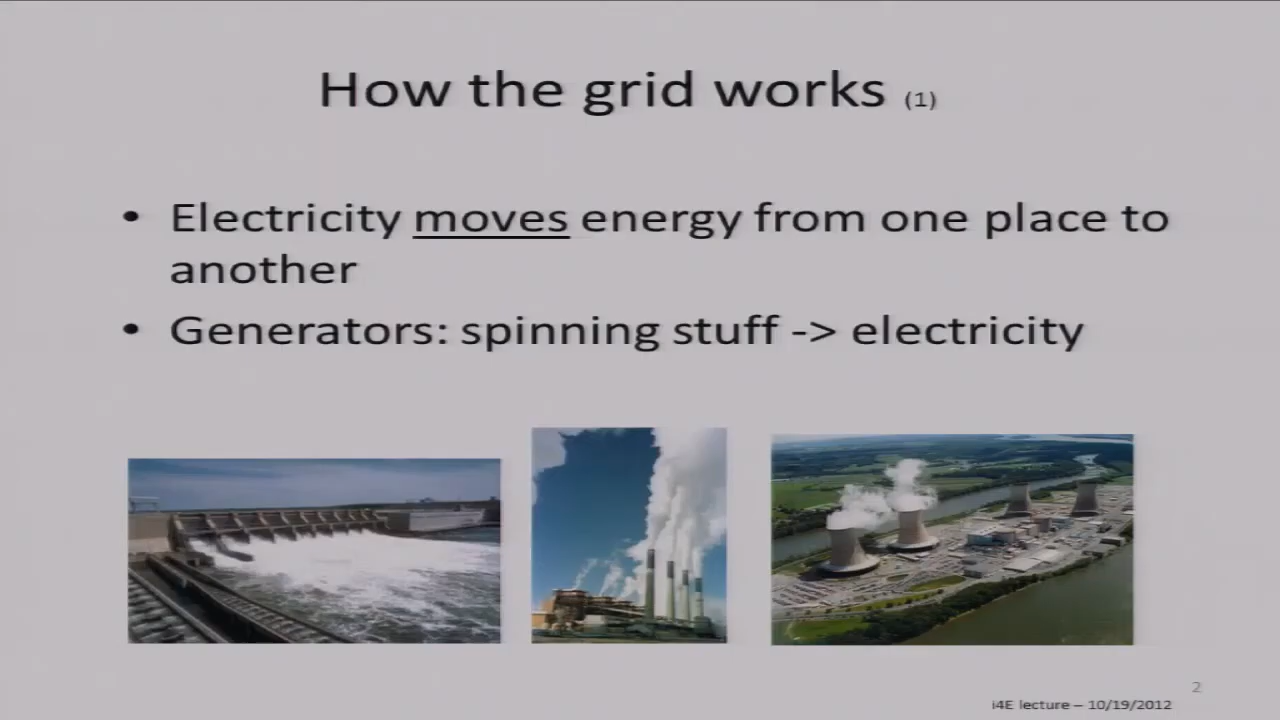 How the grid works (1)
• Electricity moves energy from one place to
another
• Generators: spinning stuff -> electricity
2
i4E lecture – 10/19/2012